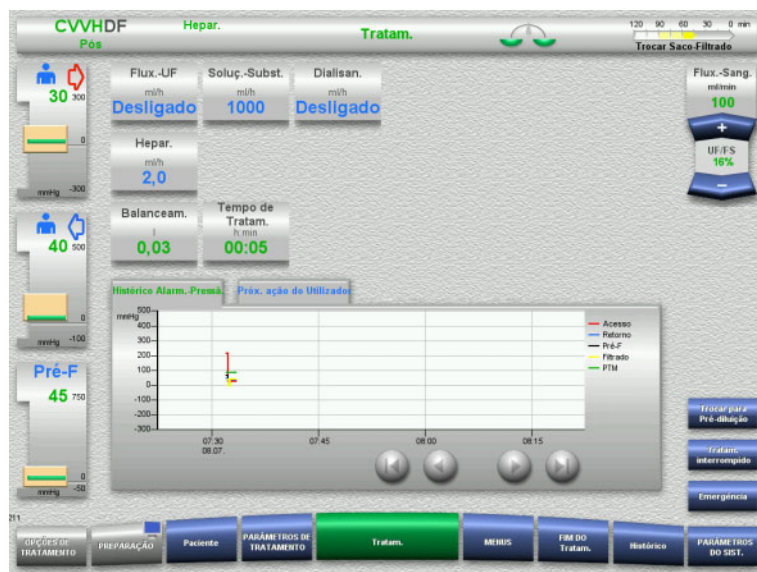 CVVHDF
Pós
Hepar.
Tratam.
120 90 60 30 0 min
Trocar Saco-Filtrado
30 300
0
mmHg -300
40 500
0
mmHg -100
Pré-F
45 750
0
mmHg -50
Flux.-UF
ml/h
Desligado
Soluç.-Subst.
ml/h
1000
Dialisan.
ml/h
Desligado
Hepar.
ml/h
2,0
Balanceam.
l
0,03
Tempo de
Tratam.
h:min
00:05
Flux.-Sang.
ml/min
100
+
UF/FS
16%
–
Histórico Alarm.-Pressã.
Próx. ação do Utilizador
mmHg
500
400
300
200
100
0
-100
-200
-300
07:30
08.07.
07:45
08:00
08:15
Acesso
Retorno
Pré-F
Filtrado
PTM
Trocar para
Pré-diluição
Tratam.
interrompido
Emergência
211
OPÇÕES DE
TRATAMENTO
PREPARAÇÃO
Paciente
PARÂMETROS DE
TRATAMENTO
Tratam.
MENUS
FIM DO
Tratam.
Histórico
PARÂMETROS
DO SIST.